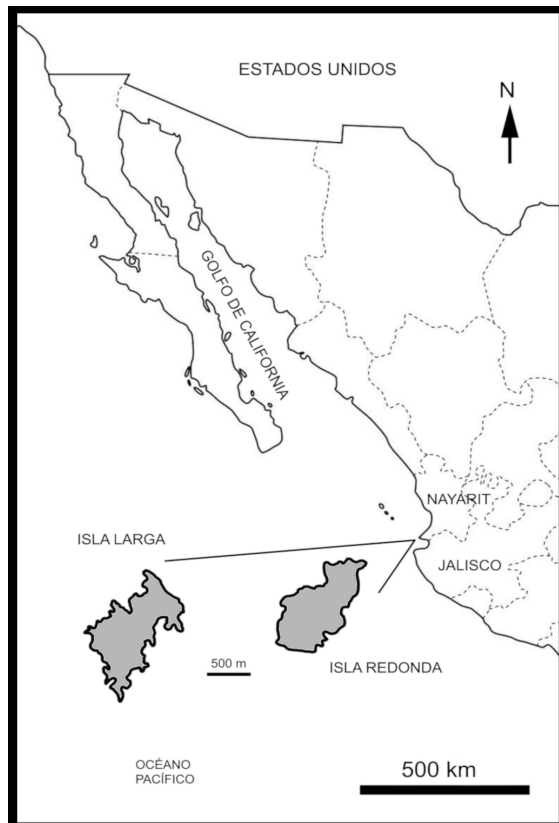 ESTADOS UNIDOS
N
GOLFO DE CALIFORNIA
NAYARIT
ISLA LARGA
JALISCO
500 m
ISLA REDONDA
OCÉANO
PACÍFICO
500 km